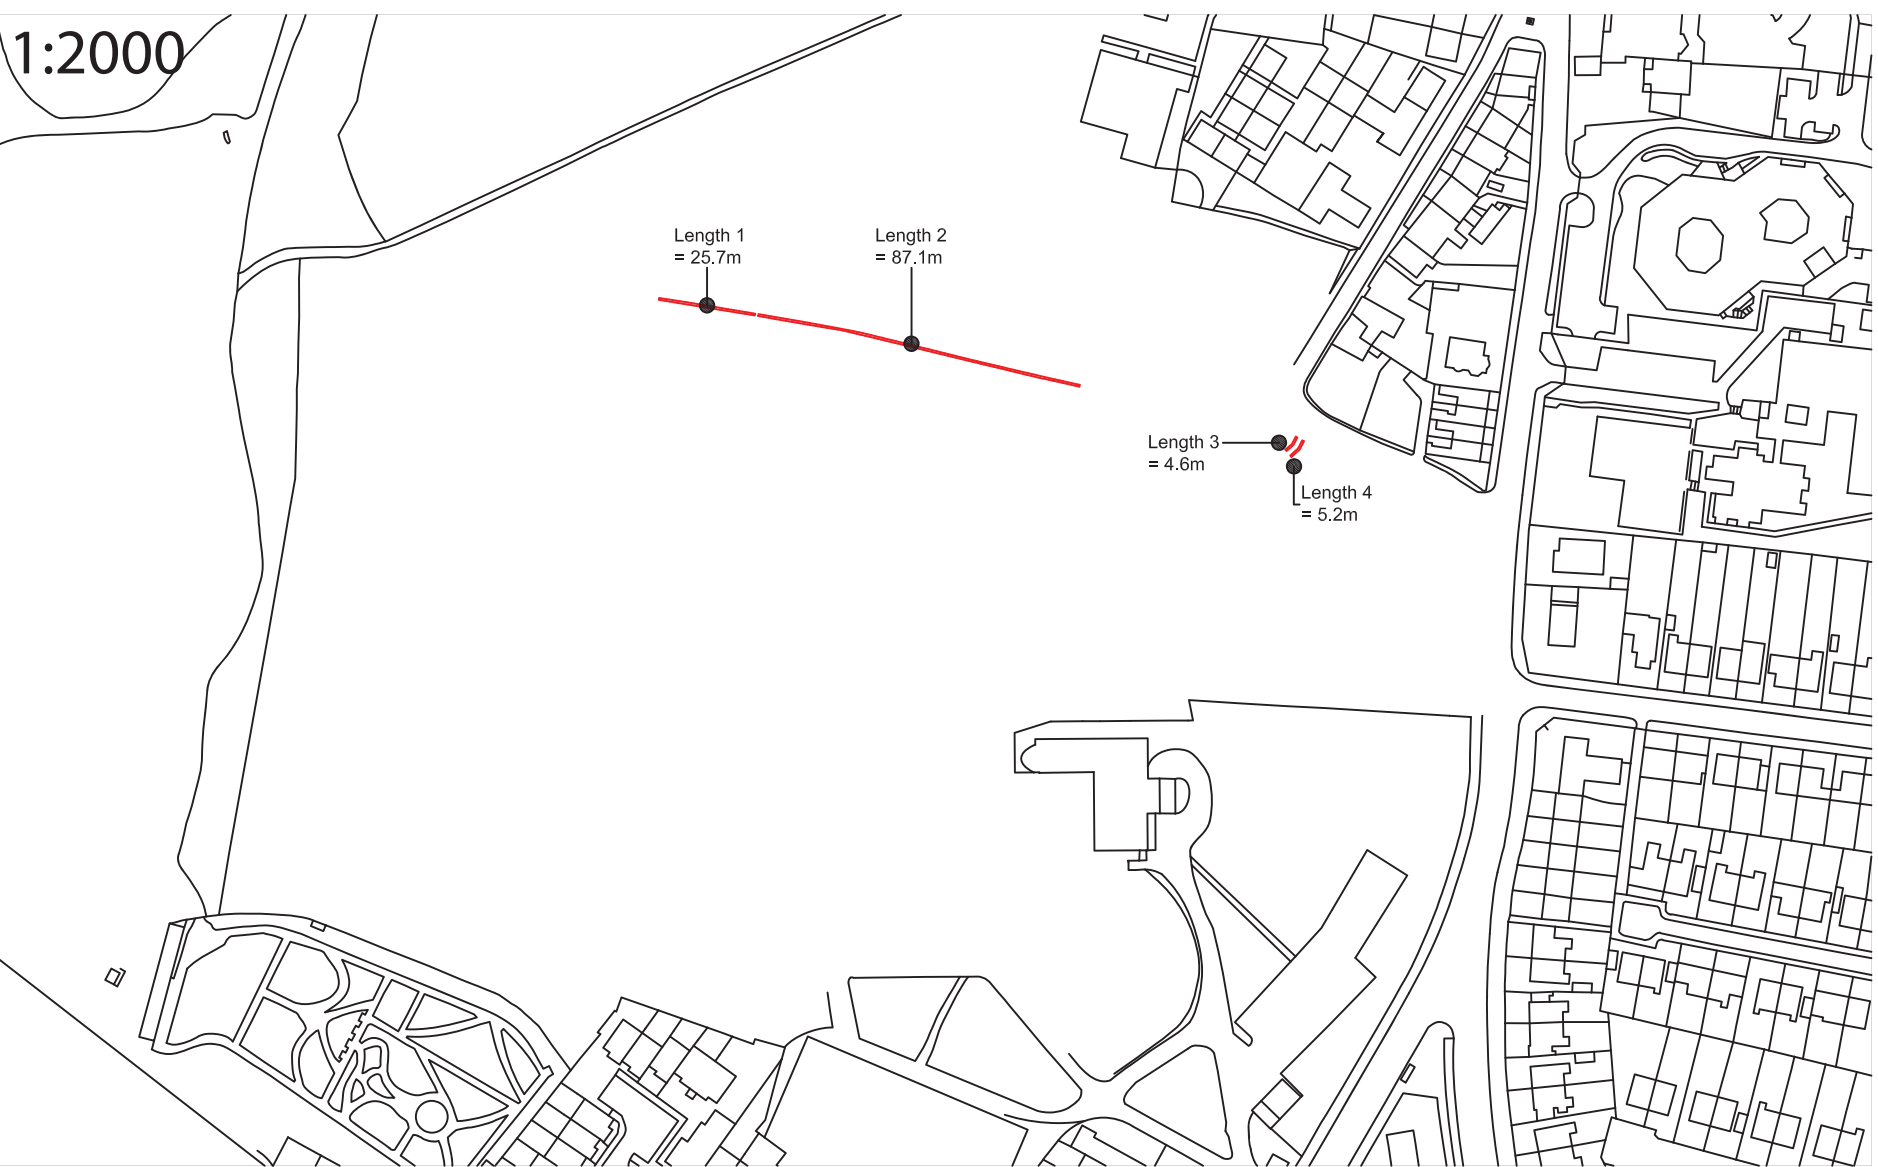 1:2000
Length 1
= 25.7m
Length 2
= 87.1m
Length 3
= 4.6m
Length 4
= 5.2m